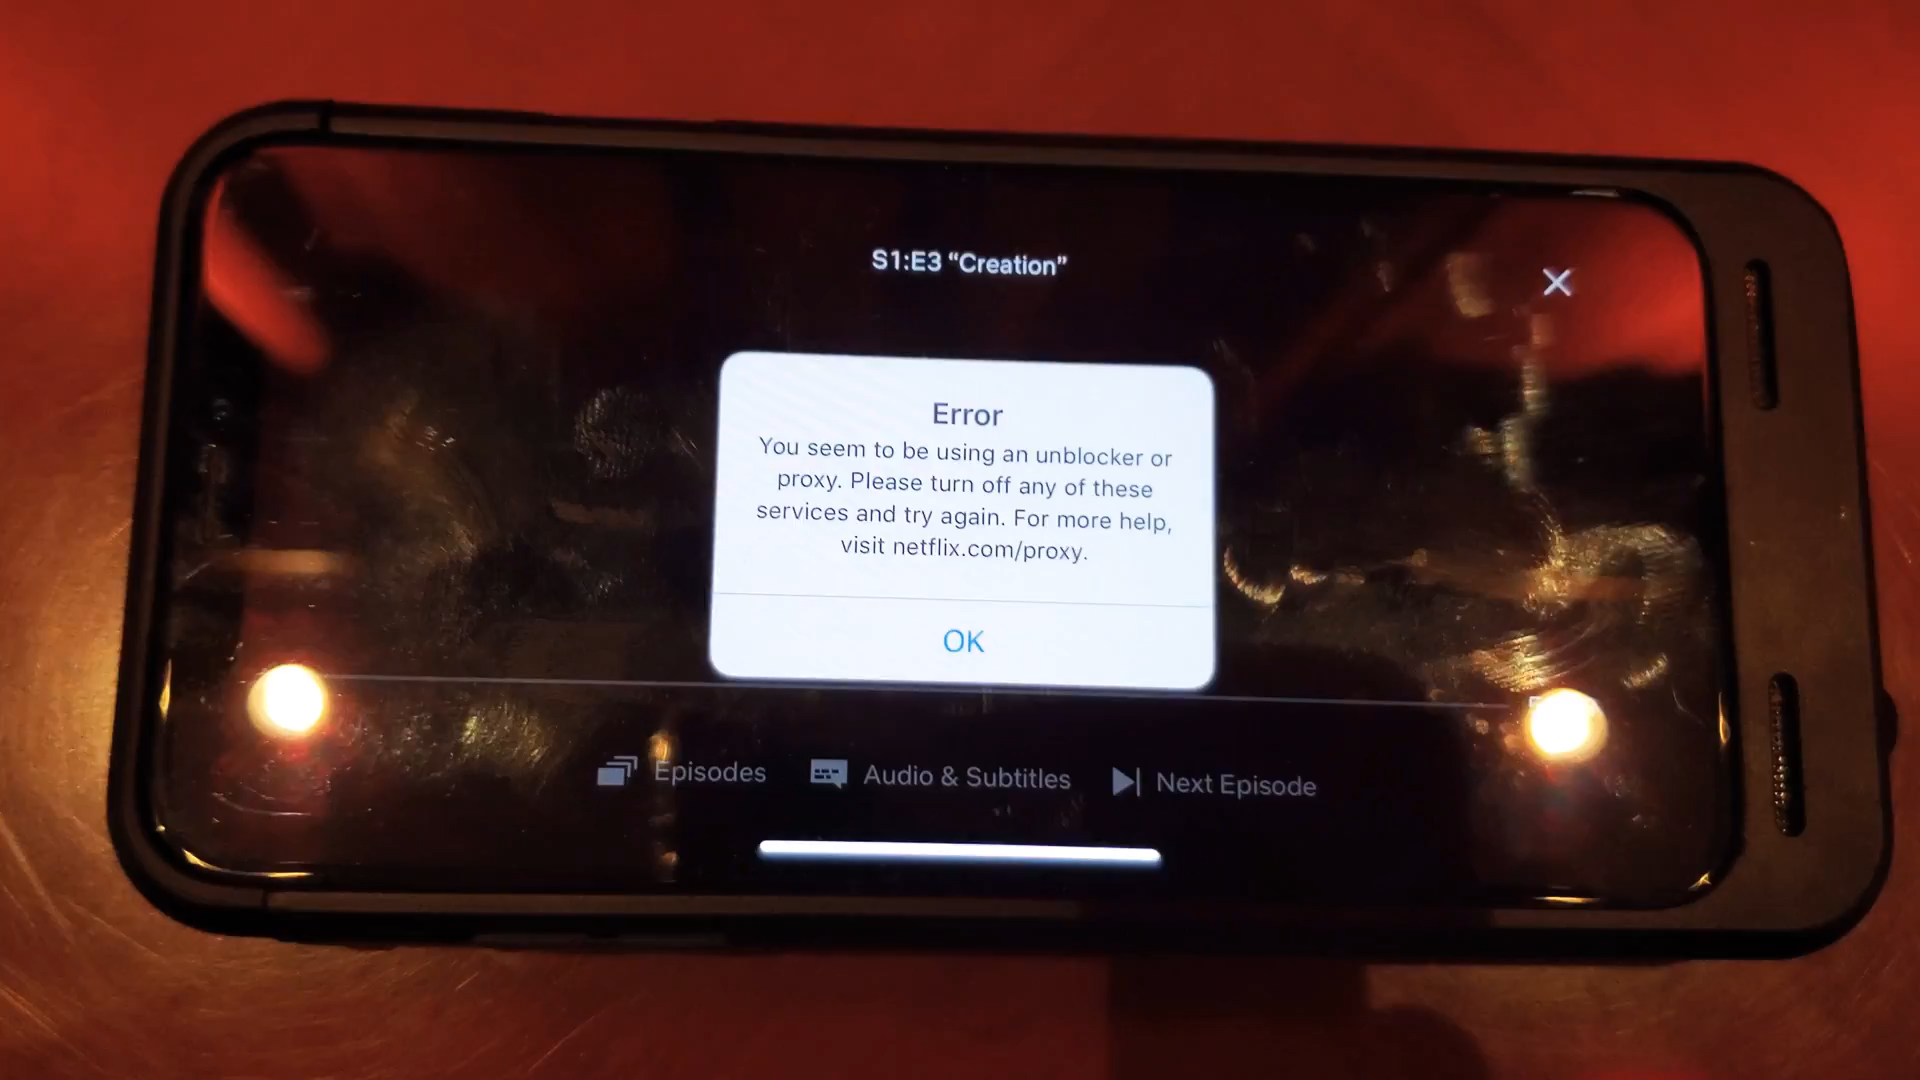 S1:E3 “Creation”
Error
You seem to be using an unblocker or
proxy. Please turn off any of these
services and try again. For more help,
visit netflix.com/proxy.
OK
Episodes Audio & Subtitles Next Episode